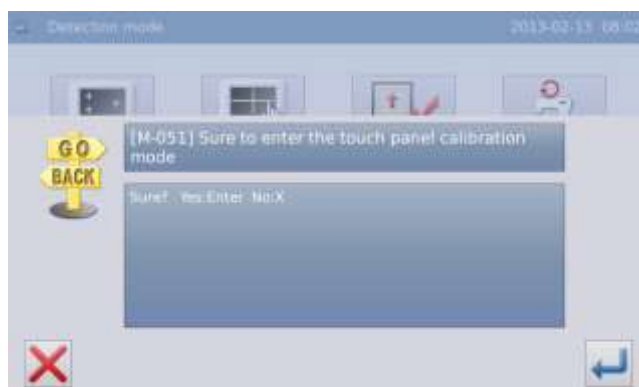 Detection mode 2013-02-15 08:02
GO
BACK
[M-051] Sure to enter the touch panel calibration
mode
Sure? Yes:Enter No:X